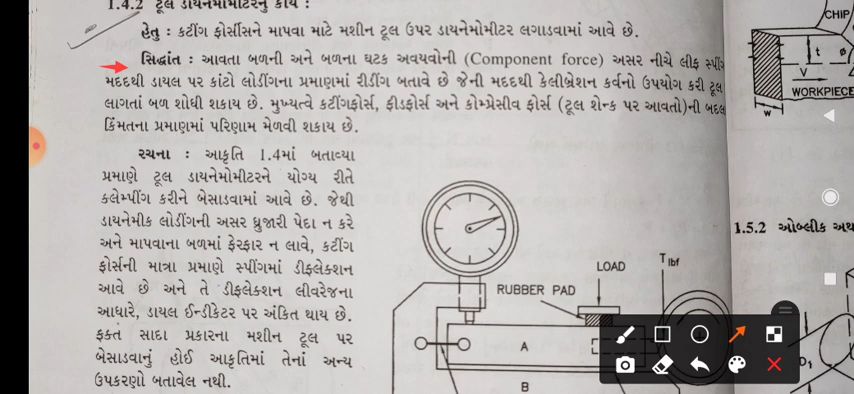 1.4.2 ટૂલ ડાયનેમોમીટરનું કાર્ય :
હેતુ : કટીંગ ફોર્સીસને માપવા માટે મશીન ટૂલ ઉપર ડાયનેમોમીટર લગાડવામાં આવે છે.
સિદ્ધાંત : આવતા બળની અને બળના ઘટક અવયવોની (Component force) અસર નીચે લીફ સ્પીંગ
મદદથી ડાયલ પર કાંટો લોડીંગના પ્રમાણમાં રીડીંગ બતાવે છે જેની મદદથી કેલીબ્રેશન કર્વનો ઉપયોગ કરી ટૂલ
લાગતાં બળ શોધી શકાય છે. મુખ્યત્વે કટીંગફોર્સ, ફીડફોર્સ અને કોમ્પ્રેસીવ ફોર્સ (ટૂલ શેન્ક પર આવતો)ની બદલ
કિંમતના પ્રમાણમાં પરિણામ મેળવી શકાય છે.
રચના : આકૃતિ 1.4માં બતાવ્યા
પ્રમાણે ટૂલ ડાયનેમોમીટરને યોગ્ય રીતે
ક્લેમ્પીંગ કરીને બેસાડવામાં આવે છે. જેથી
ડાયનેમીક લોડીંગની અસર ધ્રુજારી પેદા ન કરે
અને માપવાના બળમાં ફેરફાર ન લાવે, કટીંગ
ફોર્સની માત્રા પ્રમાણે સ્પીંગમાં ડીફ્લેક્શન
આવે છે અને તે ડીફ્લેક્શન લીવરેજના
આધારે, ડાયલ ઈન્ડીકેટર પર અંકિત થાય છે.
ફક્ત સાદા પ્રકારના મશીન ટૂલ પર
બેસાડવાનું હોઈ આકૃતિમાં તેનાં અન્ય
ઉપકરણો બતાવેલ નથી.
RUBBER PAD
LOAD
T lbf
A
B
CHIP
t
ø
V
WORKPIECE
W
1.5.2 ઓબ્લીક અથ
D₁